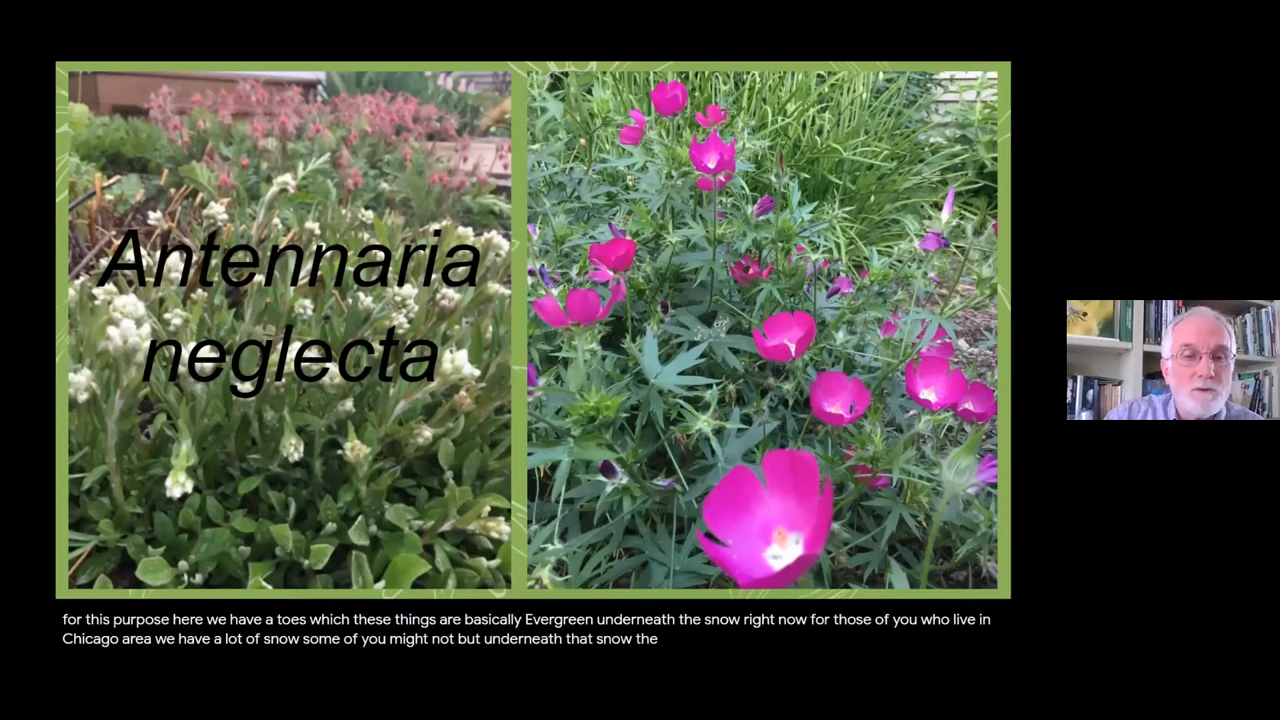 Antennaria
neglecta
for this purpose here we have a toes which these things are basically Evergreen underneath the snow right now for those of you who live in
Chicago area we have a lot of snow some of you might not but underneath that snow the